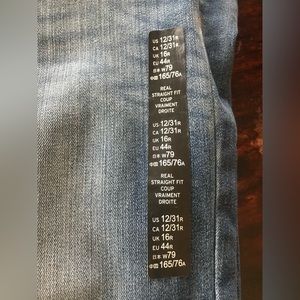 US 12/31R
CA 12/31R
UK 16R
EU 44R
W79
165/76A
REAL
STRAIGHT FIT
COUP
VRAIMENT
DROITE
US 12/31R
CA 12/31R
UK 16R
EU 44R
W79
165/76A
REAL
STRAIGHT FIT
COUP
VRAIMENT
DROITE
US 12/31R
CA 12/31R
UK 16R
EU 44R
W79
165/76A